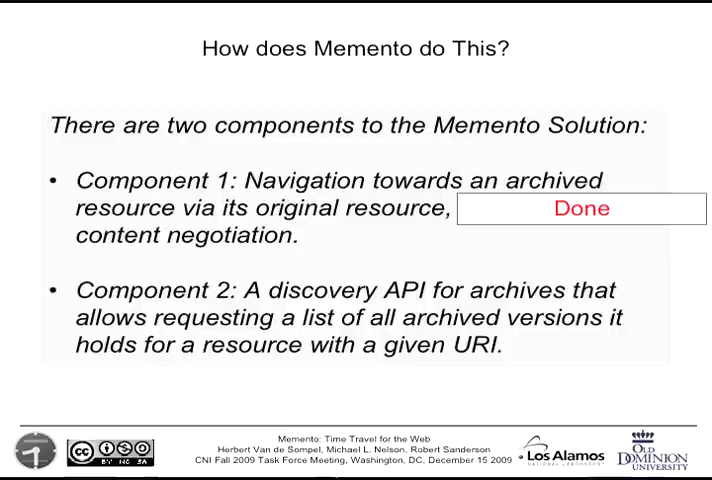 How does Memento do This?
There are two components to the Memento Solution:
• Component 1: Navigation towards an archived
resource via its original resource,
Done
content negotiation.
• Component 2: A discovery API for archives that
allows requesting a list of all archived versions it
holds for a resource with a given URI.
Memento: Time Travel for the Web
Herbert Van de Sompel, Michael L. Nelson, Robert Sanderson
CNI Fall 2009 Task Force Meeting, Washington, DC, December 15 2009
cc
BY NC SA
Los Alamos
NATIONAL LABORATORY
OLD
DOMINION
UNIVERSITY